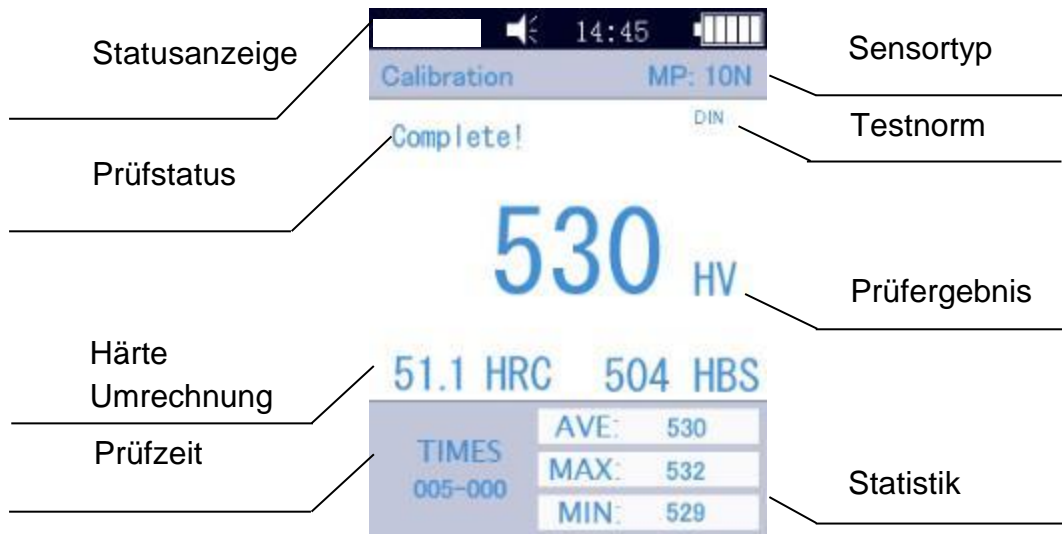 Statusanzeige
Prüfstatus
Härte
Umrechnung
Prüfzeit
14:45
Calibration MP: 10N
DIN
Complete!
530 HV
51.1 HRC 504 HBS
TIMES
005-000
AVE: 530
MAX: 532
MIN: 529
Sensortyp
Testnorm
Prüfergebnis
Statistik